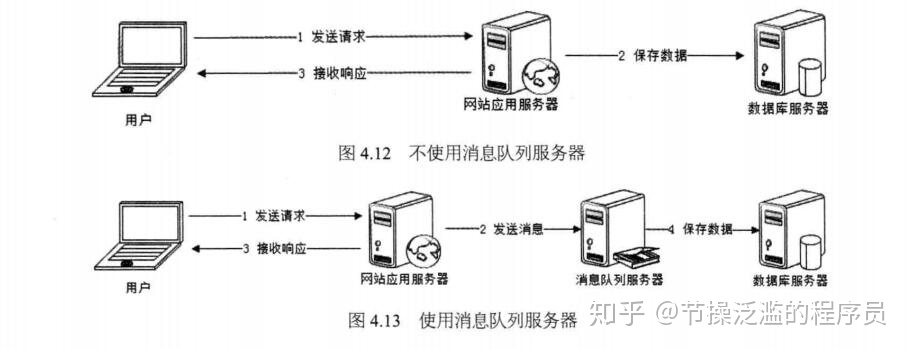 1 发送请求
2 保存数据
3 接收响应
用户
网站应用服务器
数据库服务器
图 4.12 不使用消息队列服务器
1 发送请求
2 发送消息
4 保存数据
3 接收响应
用户
网站应用服务器
消息队列服务器
数据库服务器
图 4.13 使用消息队列服务器
知乎 @节操泛滥的程序员